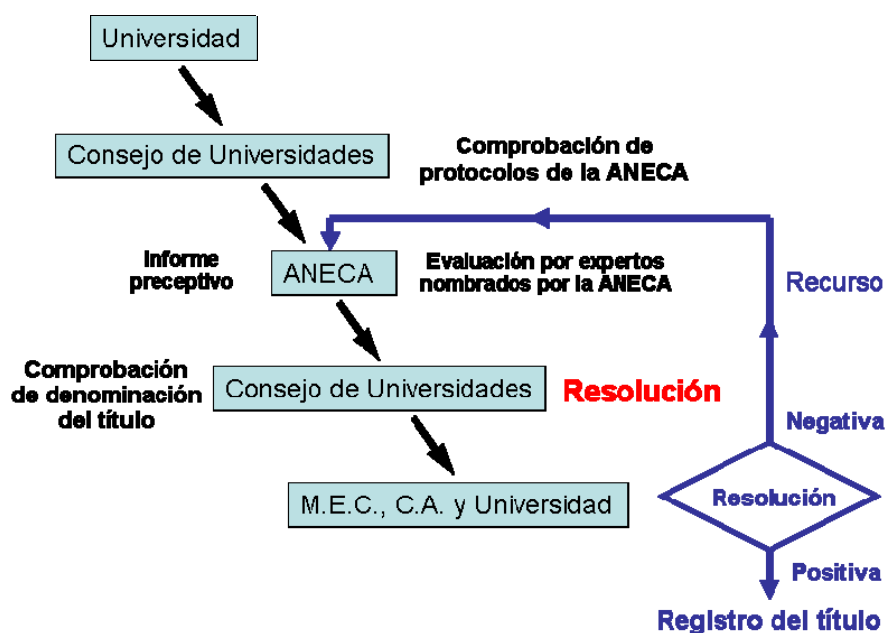 Universidad
Consejo de Universidades
Comprobación de
protocolos de la ANECA
Informe
preceptivo
ANECA
Evaluación por expertos
nombrados por la ANECA
Recurso
Comprobación
de denominación
del título
Consejo de Universidades
Resolución
Negativa
M.E.C., C.A. y Universidad
Resolución
Positiva
Registro del título